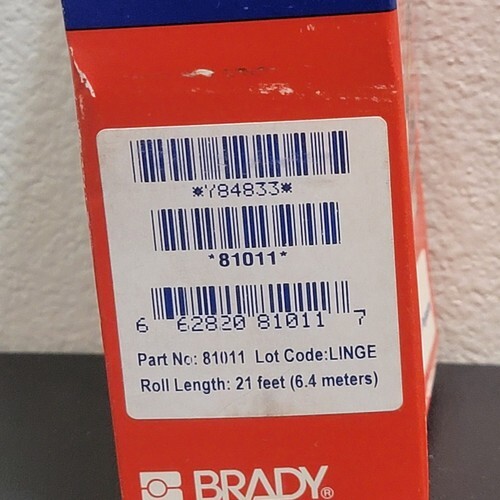 *Y84833*
*81011*
6 62820 81011 7
Part No: 81011 Lot Code:LINGE
Roll Length: 21 feet (6.4 meters)
BRADY®